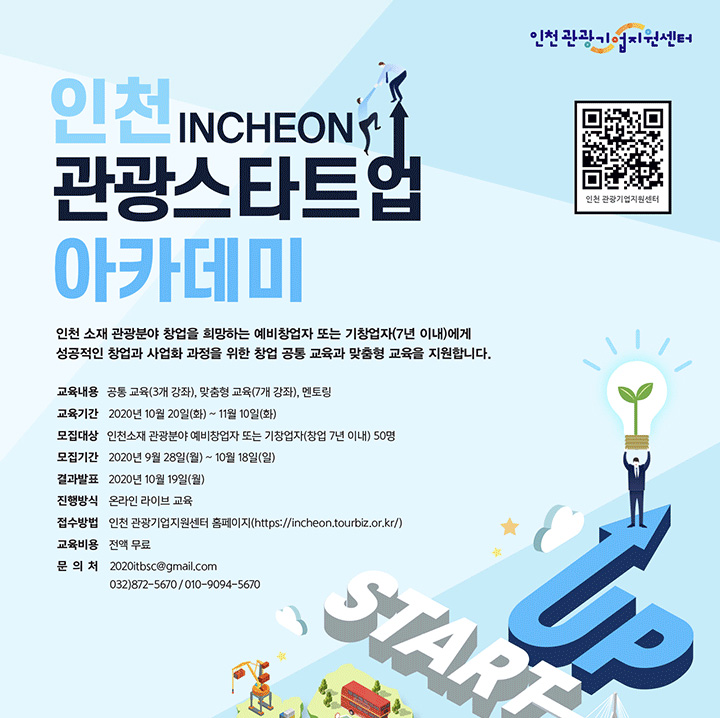 인천관광기업지원센터
인천 INCHEON
관광스타트업
아카데미
인천 관광기업지원센터
인천 소재 관광분야 창업을 희망하는 예비창업자 또는 기창업자(7년 이내)에게
성공적인 창업과 사업화 과정을 위한 창업 공통 교육과 맞춤형 교육을 지원합니다.
교육내용 공통 교육(3개 강좌), 맞춤형 교육(7개 강좌), 멘토링
교육기간 2020년 10월 20일(화) ~ 11월 10일(화)
모집대상 인천소재 관광분야 예비창업자 또는 기창업자(창업 7년 이내) 50명
모집기간 2020년 9월 28일(월) ~ 10월 18일(일)
결과발표 2020년 10월 19일(월)
진행방식 온라인 라이브 교육
접수방법 인천 관광기업지원센터 홈페이지(https://incheon.tourbiz.or.kr/)
교육비용 전액 무료
문 의 처 2020itbsc@gmail.com
032)872-5670 / 010-9094-5670
START-
UP